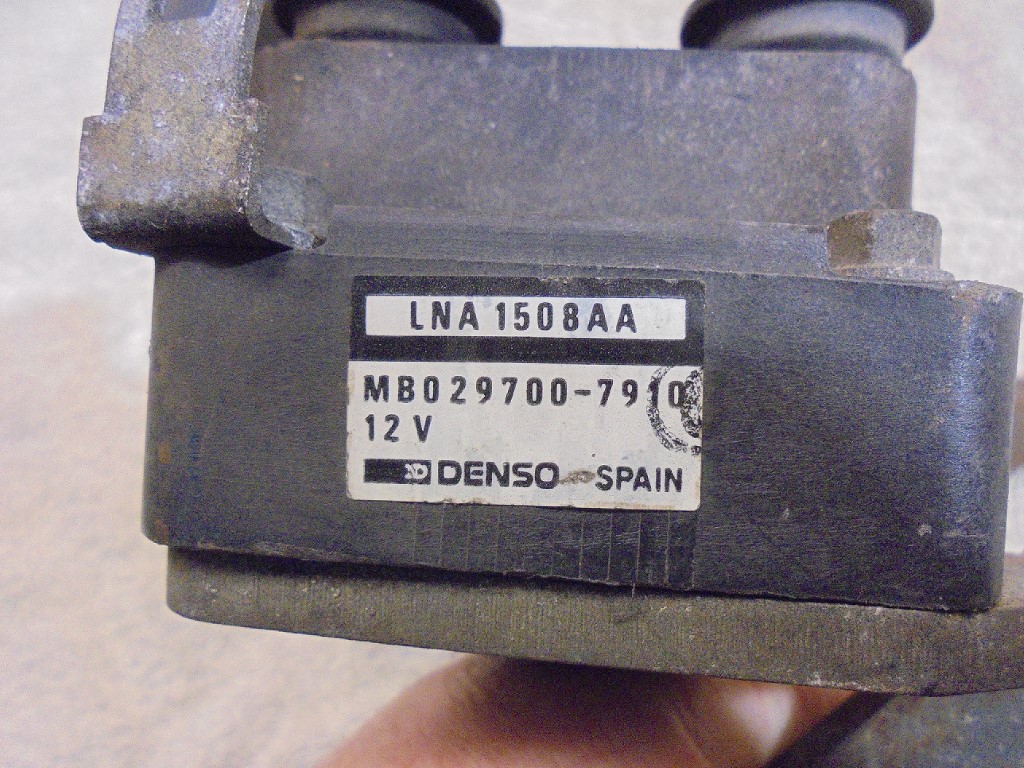 LNA 1508AA
MB029700-7910
12 V
DENSO SPAIN